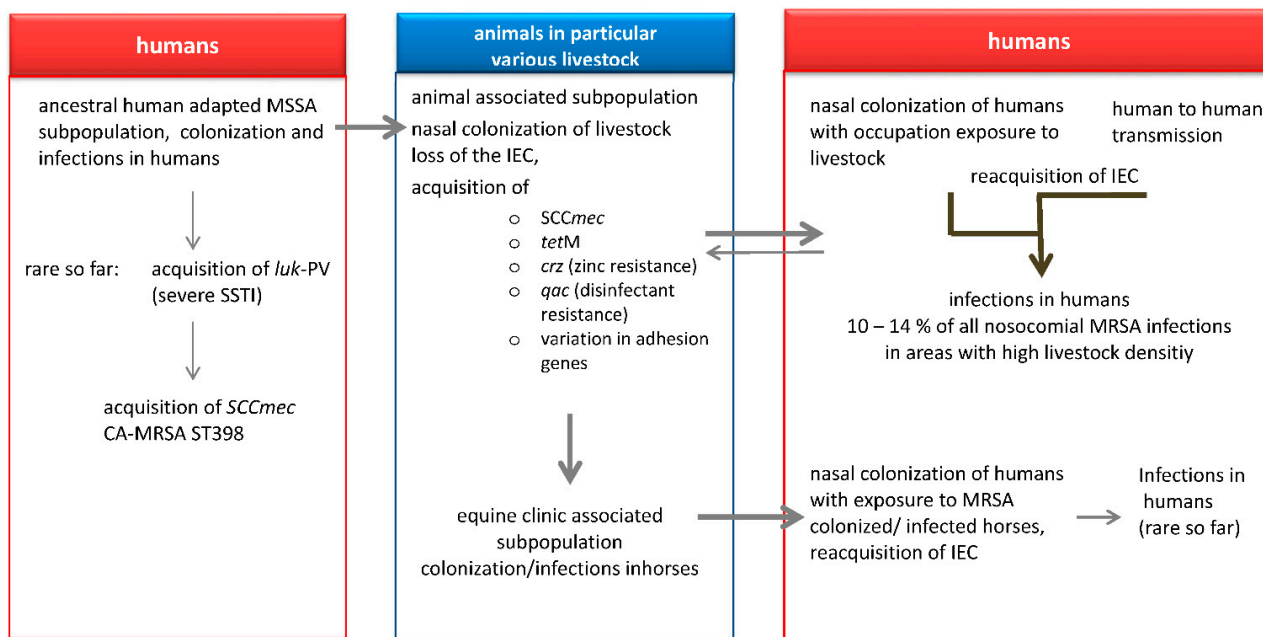 humans
ancestral human adapted MSSA
subpopulation, colonization and
infections in humans
rare so far:
acquisition of luk-PV
(severe SSTI)
acquisition of SCCmec
CA-MRSA ST398
animals in particular
various livestock
animal associated subpopulation
nasal colonization of livestock
loss of the IEC,
acquisition of
o SCCmec
o tetM
o crz (zinc resistance)
o qac (disinfectant
resistance)
o variation in adhesion
genes
equine clinic associated
subpopulation
colonization/infections inhorses
humans
nasal colonization of humans
with occupation exposure to
livestock
human to human
transmission
reacquisition of IEC
infections in humans
10 – 14 % of all nosocomial MRSA infections
in areas with high livestock densitiy
nasal colonization of humans
with exposure to MRSA
colonized/ infected horses,
reacquisition of IEC
Infections in
humans
(rare so far)